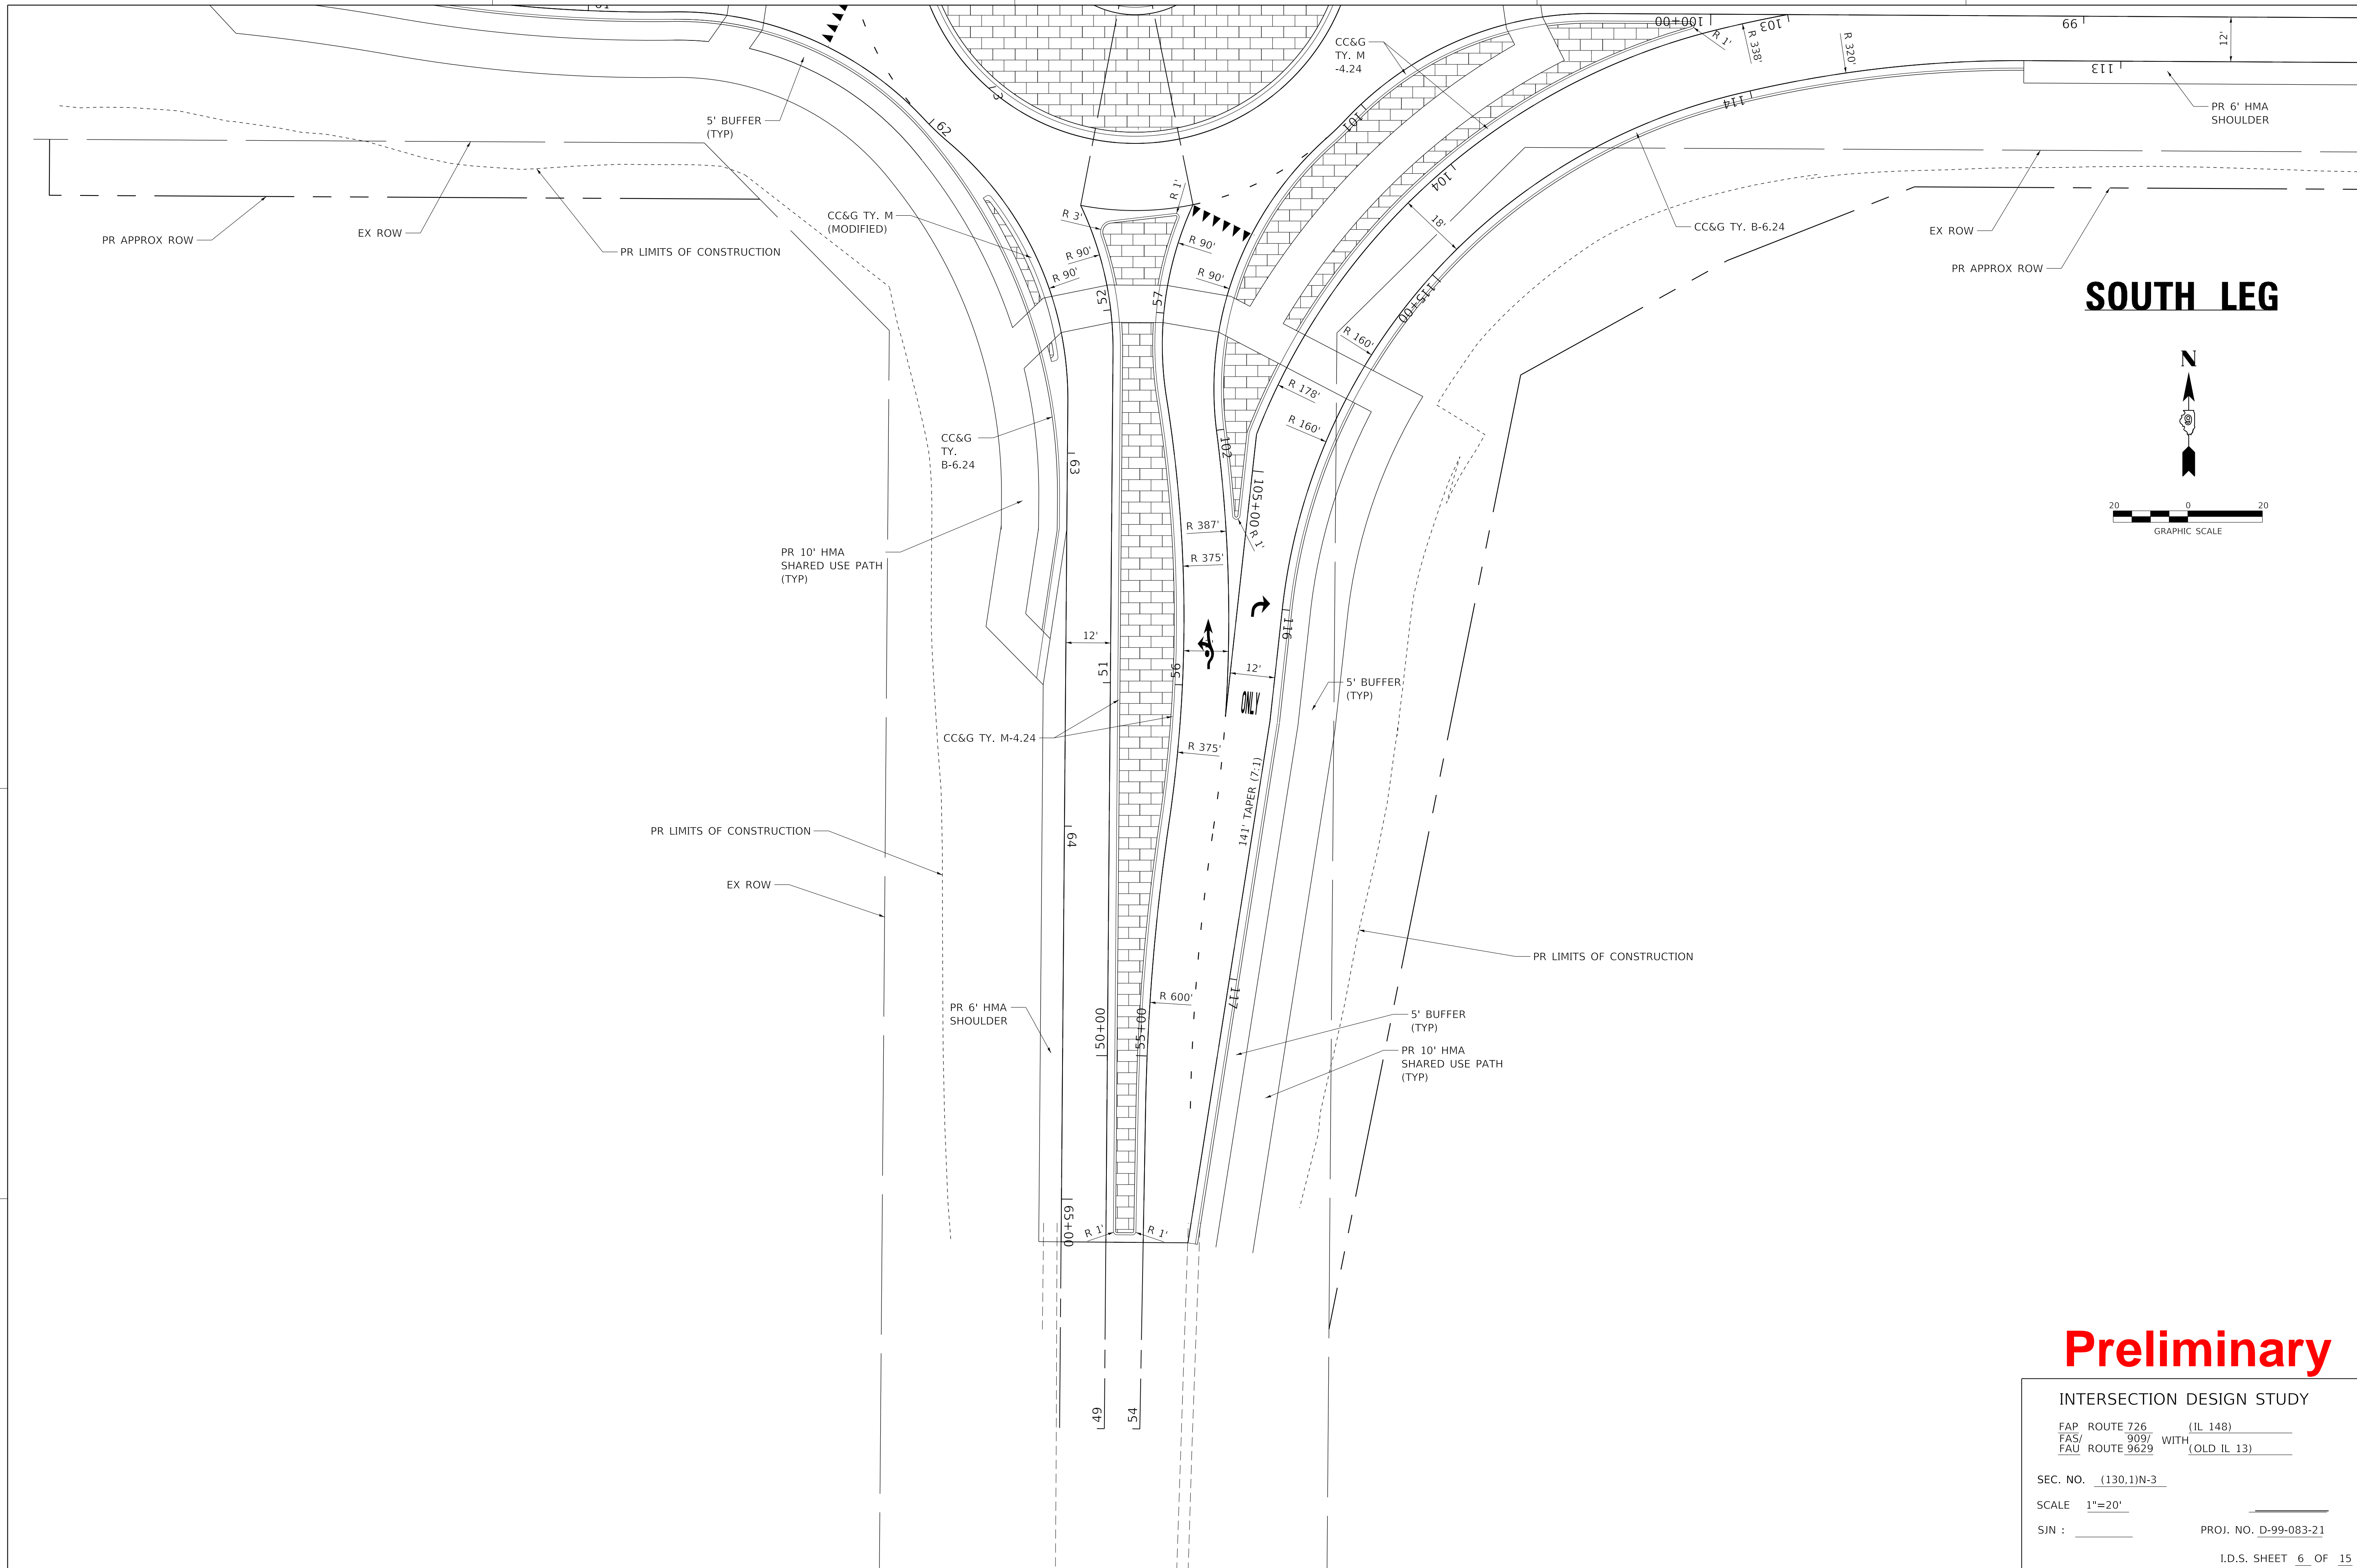 61
100+00
103
99
12'
R 1'
R 338'
R 320'
113
CC&G
TY. M
-4.24
PR 6' HMA
SHOULDER
114
3
62
101
5' BUFFER
(TYP)
104
R 1'
R 3'
18'
CC&G TY. M
(MODIFIED)
CC&G TY. B-6.24
PR APPROX ROW
EX ROW
PR LIMITS OF CONSTRUCTION
R 90'
R 90'
R 90'
R 90'
EX ROW
PR APPROX ROW
SOUTH LEG
52
57
115+00
R 160'
N
R 178'
R 160'
CC&G
TY.
B-6.24
102
63
105+00
20 0 20
GRAPHIC SCALE
R 387'
R 1'
R 375'
PR 10' HMA
SHARED USE PATH
(TYP)
116
12'
51
56
12'
ONLY
5' BUFFER
(TYP)
CC&G TY. M-4.24
R 375'
141' TAPER (7:1)
PR LIMITS OF CONSTRUCTION
64
EX ROW
PR LIMITS OF CONSTRUCTION
117
R 600'
PR 6' HMA
SHOULDER
50+00
55+00
5' BUFFER
(TYP)
PR 10' HMA
SHARED USE PATH
(TYP)
65+00
R 1'
R 1'
49
54
Preliminary
INTERSECTION DESIGN STUDY
FAP ROUTE 726 (IL 148)
FAS/ 909/ WITH
FAU ROUTE 9629 (OLD IL 13)
SEC. NO. (130,1)N-3
SCALE 1"=20'
SJN :
PROJ. NO. D-99-083-21
I.D.S. SHEET 6 OF 15